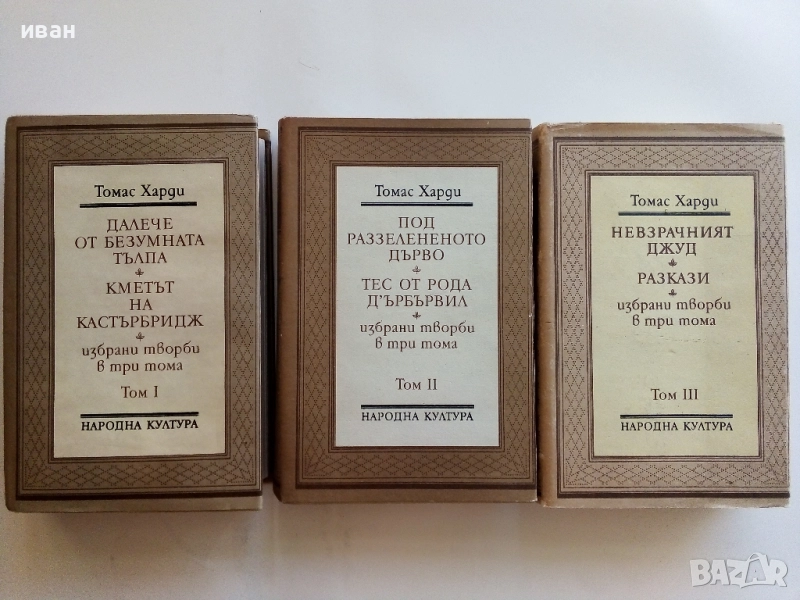 иван
Томас Харди
ДАЛЕЧЕ
ОТ БЕЗУМНАТА
ТЪЛПА
КМЕТЪТ
НА
КАСТЪРБРИДЖ
избрани творби
в три тома
Том I
НАРОДНА КУЛТУРА
Томас Харди
ПОД
РАЗЗЕЛЕНЕНОТО
ДЪРВО
ТЕС ОТ РОДА
Д'ЪРБЪРВИЛ
избрани творби
в три тома
Том II
НАРОДНА КУЛТУРА
Томас Харди
НЕВЗРАЧНИЯТ
ДЖУД
РАЗКАЗИ
избрани творби
в три тома
Том III
НАРОДНА КУЛТУРА
BAZAR